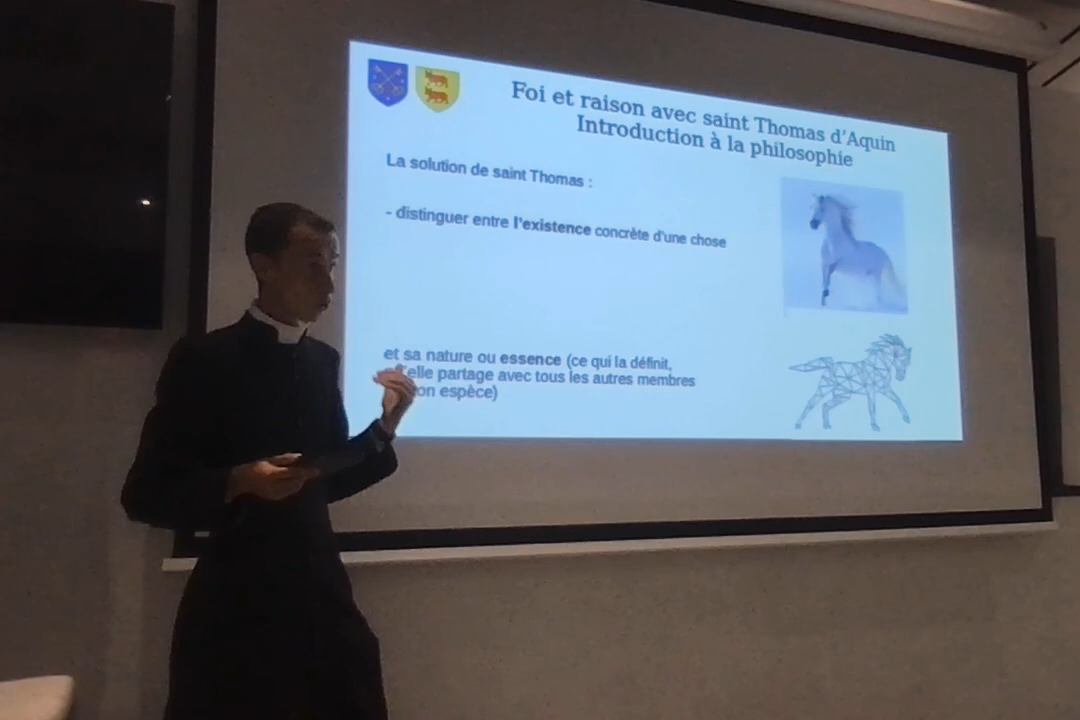 Foi et raison avec saint Thomas d'Aquin
Introduction à la philosophie
La solution de saint Thomas :
- distinguer entre l'existence concrète d'une chose
et sa nature ou essence (ce qui la définit,
elle partage avec tous les autres membres
espèce)